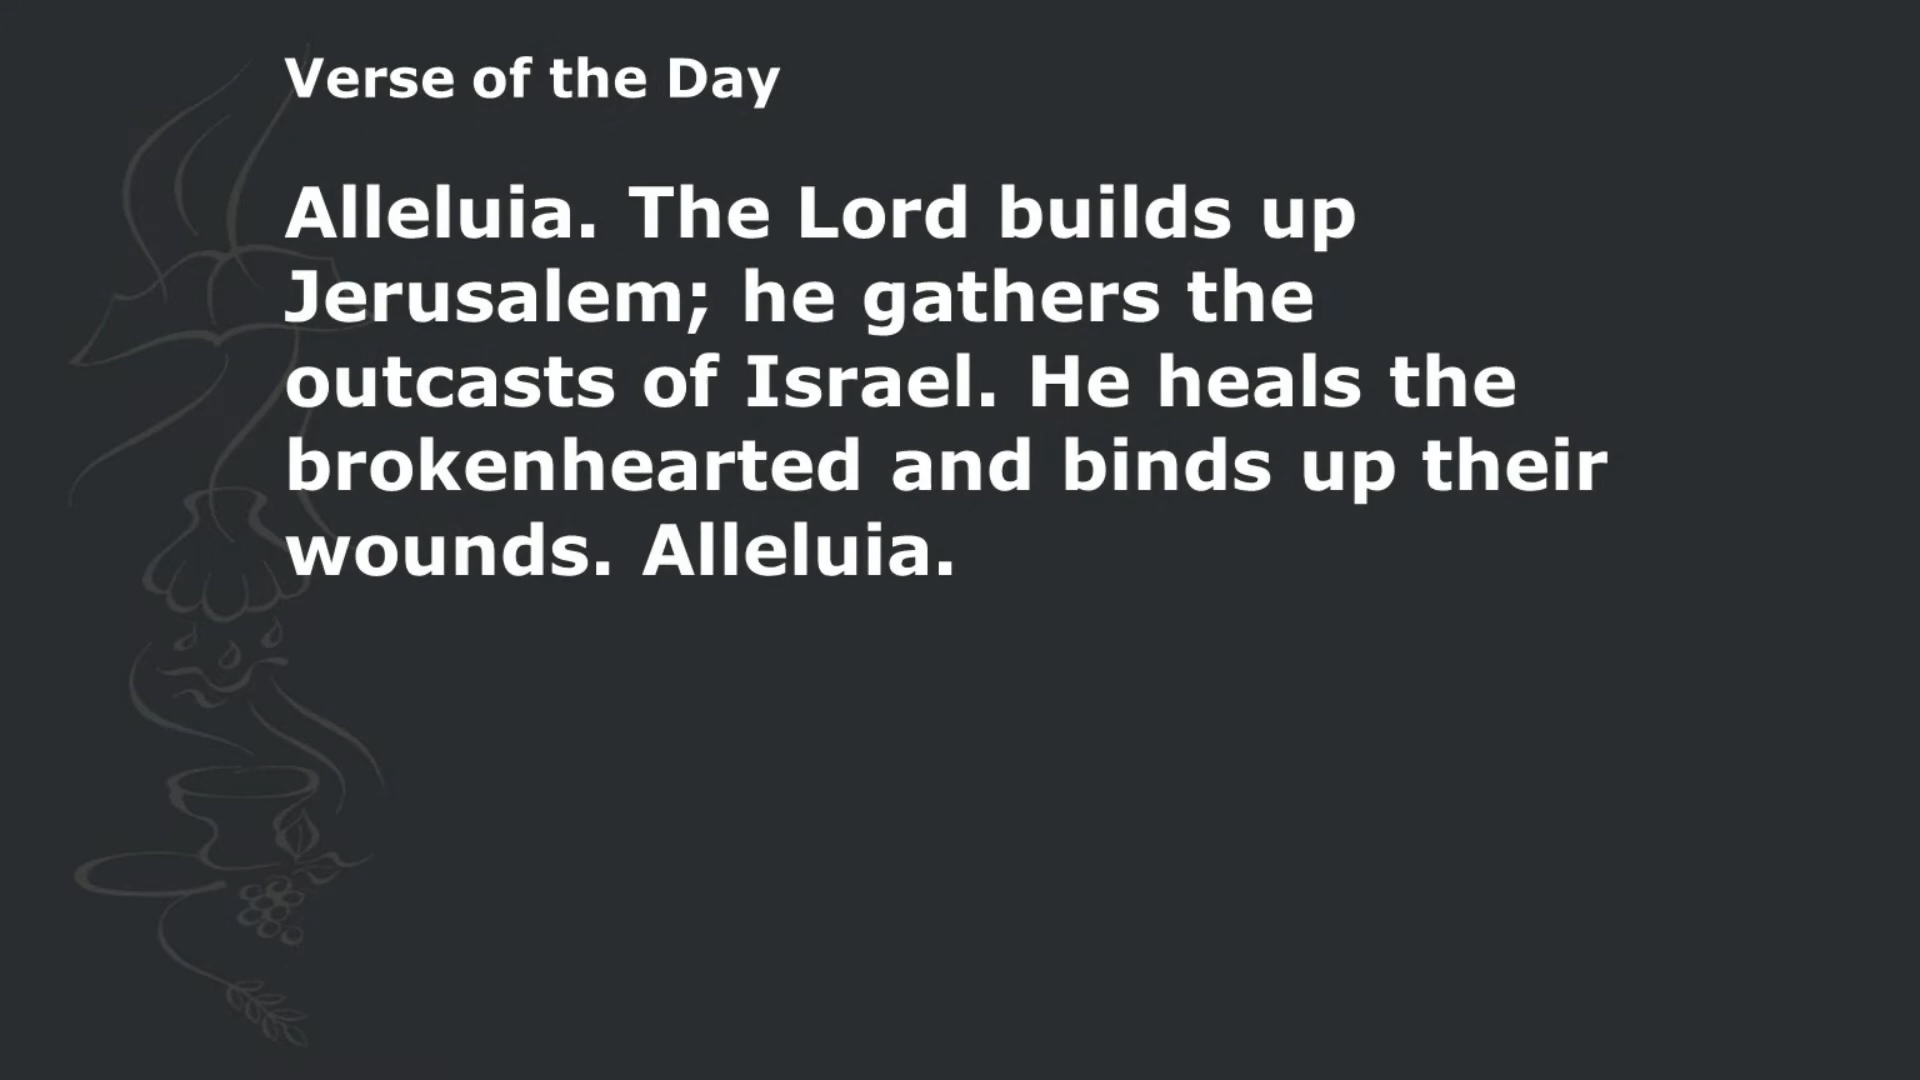 Verse of the Day
Alleluia. The Lord builds up
Jerusalem; he gathers the
outcasts of Israel. He heals the
brokenhearted and binds up their
wounds. Alleluia.